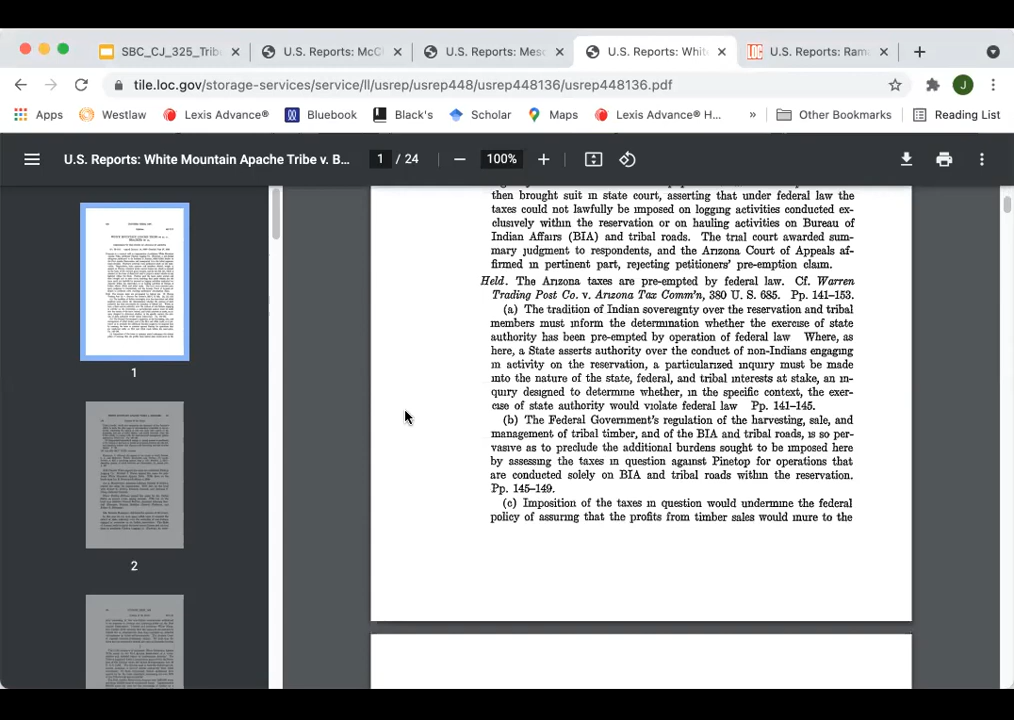 SBC_CJ_325_Trib
U.S. Reports: McC
U.S. Reports: Mesc
U.S. Reports: Whit
LOC
U.S. Reports: Ram
tile.loc.gov/storage-services/service/ll/usrep/usrep448/usrep448136/usrep448136.pdf
J
Apps
Westlaw
Lexis Advance®
Bluebook
Black's
Scholar
Maps
Lexis Advance® H...
»
Other Bookmarks
Reading List
U.S. Reports: White Mountain Apache Tribe v. B...
1 / 24
100%
then brought suit in state court, asserting that under federal law the
taxes could not lawfully be imposed on logging activities conducted ex-
clusively within the reservation or on hauling activities on Bureau of
Indian Affairs (BIA) and tribal roads. The trial court awarded sum-
mary judgment to respondents, and the Arizona Court of Appeals af-
firmed in pertinent part, rejecting petitioners' pre-emption claim.
Held. The Arizona taxes are pre-empted by federal law. Cf. Warren
Trading Post Co. v. Arizona Tax Comm'n, 380 U. S. 685. Pp. 141-153.
(a) The tradition of Indian sovereignty over the reservation and tribal
members must inform the determination whether the exercise of state
authority has been pre-empted by operation of federal law Where, as
here, a State asserts authority over the conduct of non-Indians engaging
in activity on the reservation, a particularized inquiry must be made
into the nature of the state, federal, and tribal interests at stake, an in-
quiry designed to determine whether, in the specific context, the exer-
cise of state authority would violate federal law Pp. 141-145.
(b) The Federal Government's regulation of the harvesting, sale, and
management of tribal timber, and of the BIA and tribal roads, is so per-
vasive as to preclude the additional burdens sought to be imposed here
by assessing the taxes in question against Pinetop for operations that
are conducted solely on BIA and tribal roads within the reservation.
Pp. 145-149.
(c) Imposition of the taxes in question would undermine the federal
policy of assuring that the profits from timber sales would inure to the
1
2